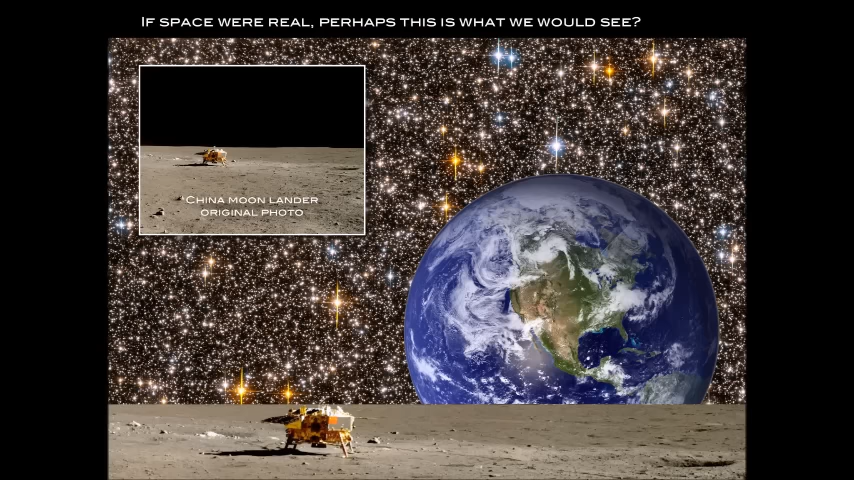 If space were real, perhaps this is what we would see?
*China moon lander
original photo